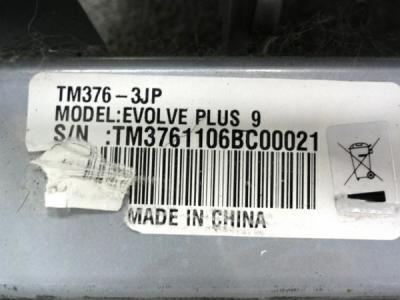 TM376-3JP
MODEL:EVOLVE PLUS 9
S/N :TM3761106BC00021
MADE IN CHINA